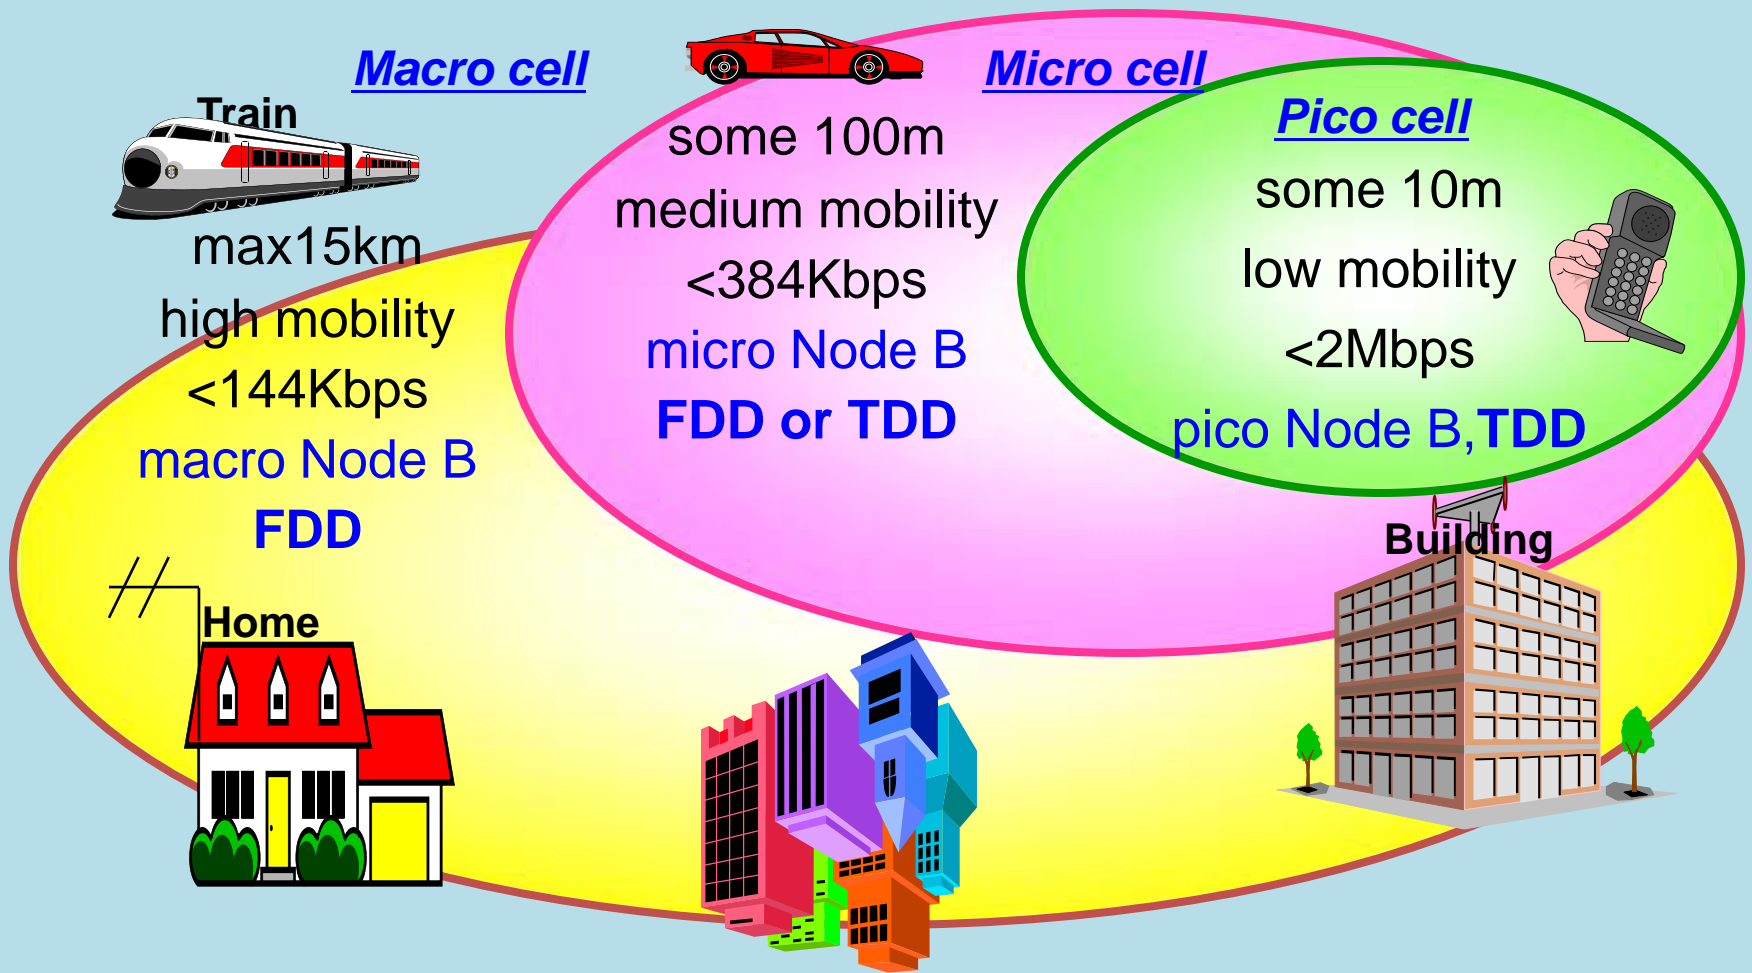 Macro cell
Train
max15km
high mobility
<144Kbps
macro Node B
FDD
Home
Micro cell
some 100m
medium mobility
<384Kbps
micro Node B
FDD or TDD
Pico cell
some 10m
low mobility
<2Mbps
pico Node B,TDD
Building